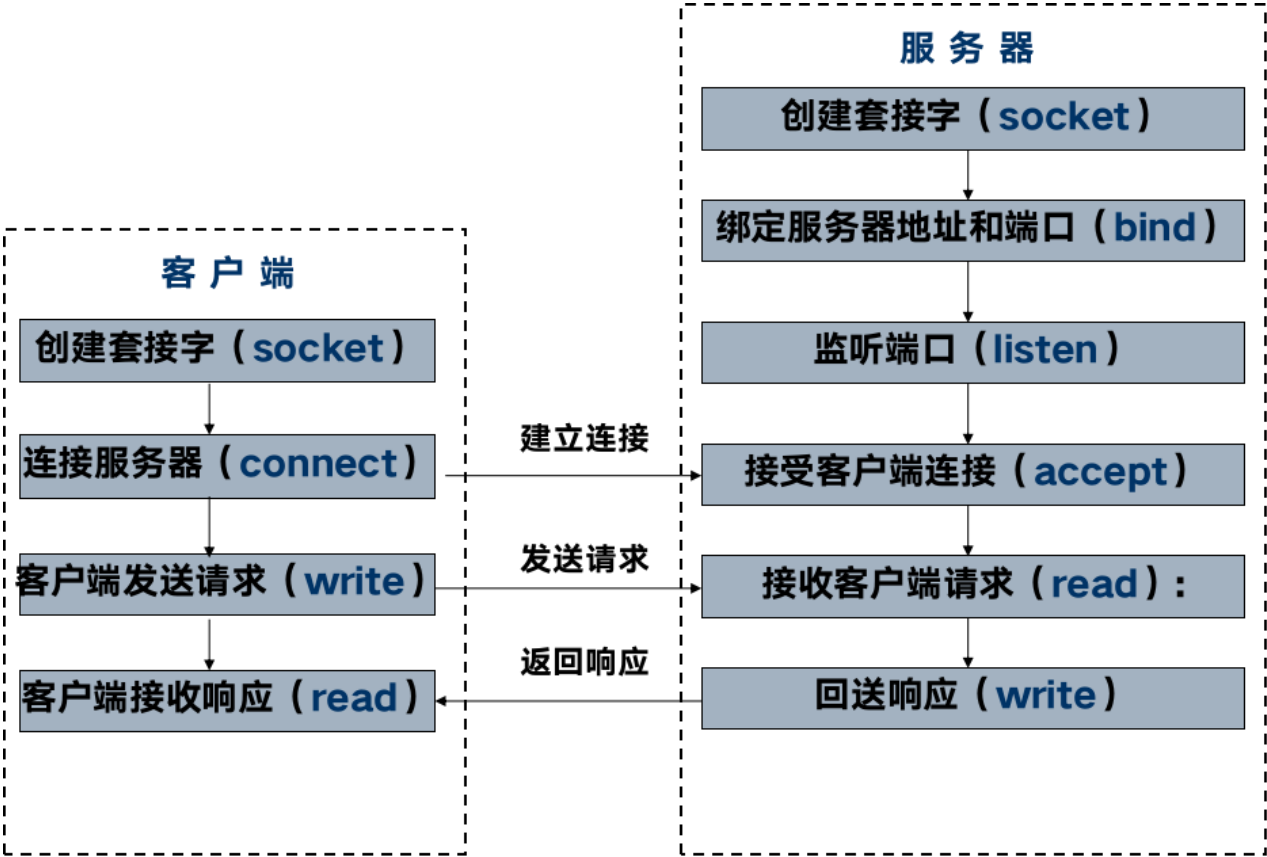 服 务 器
创建套接字（socket）
绑定服务器地址和端口（bind）
监听端口（listen）
接受客户端连接（accept）
接收客户端请求（read）：
回送响应（write）
客 户 端
创建套接字（socket）
连接服务器（connect）
客户端发送请求（write）
客户端接收响应（read）
建立连接
发送请求
返回响应